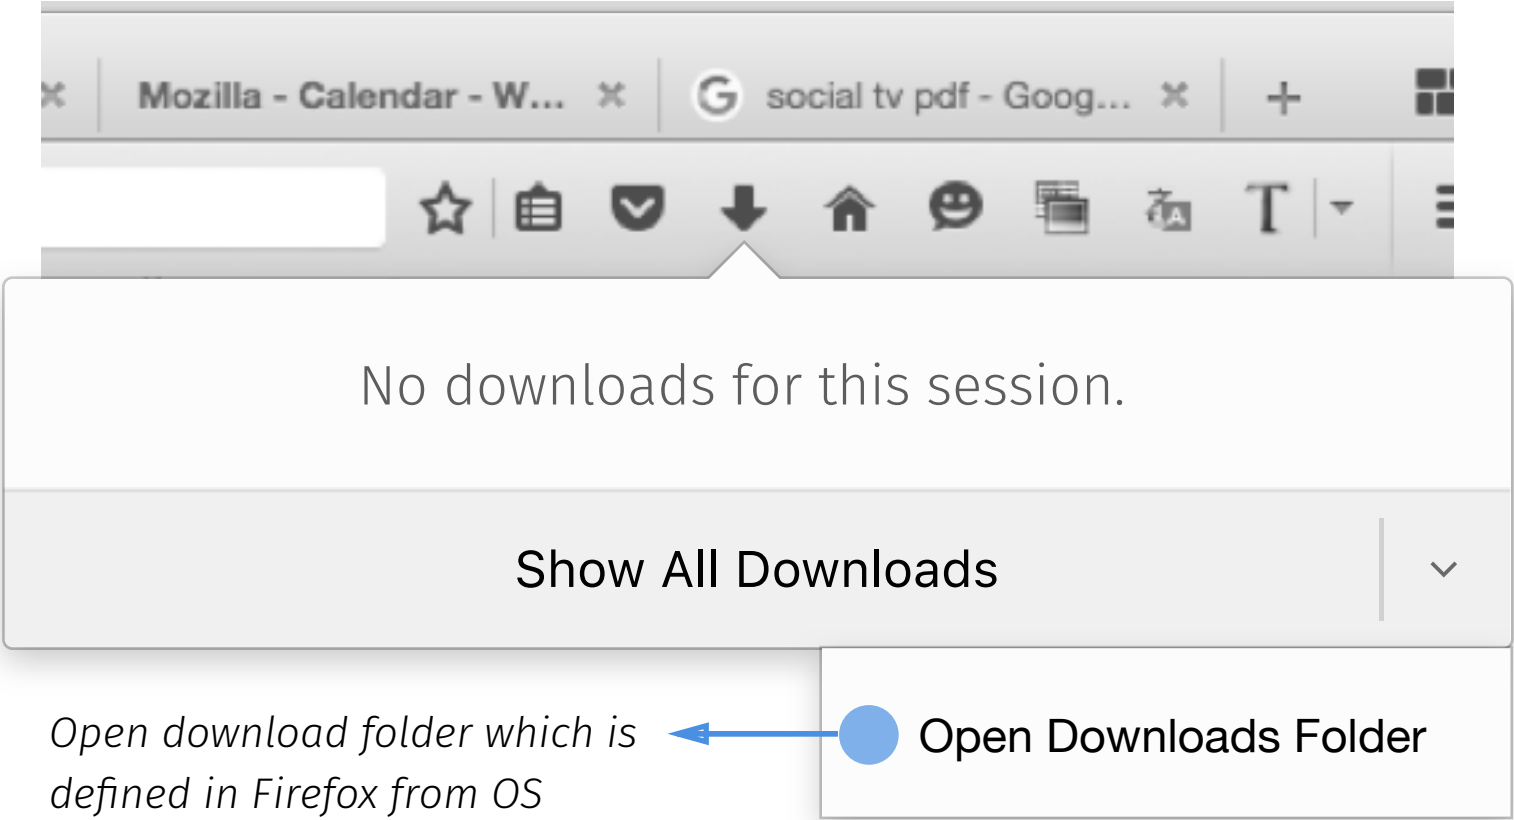 Mozilla - Calendar - W...
social tv pdf - Goog...
No downloads for this session.
Show All Downloads
Open Downloads Folder
Open download folder which is
defined in Firefox from OS